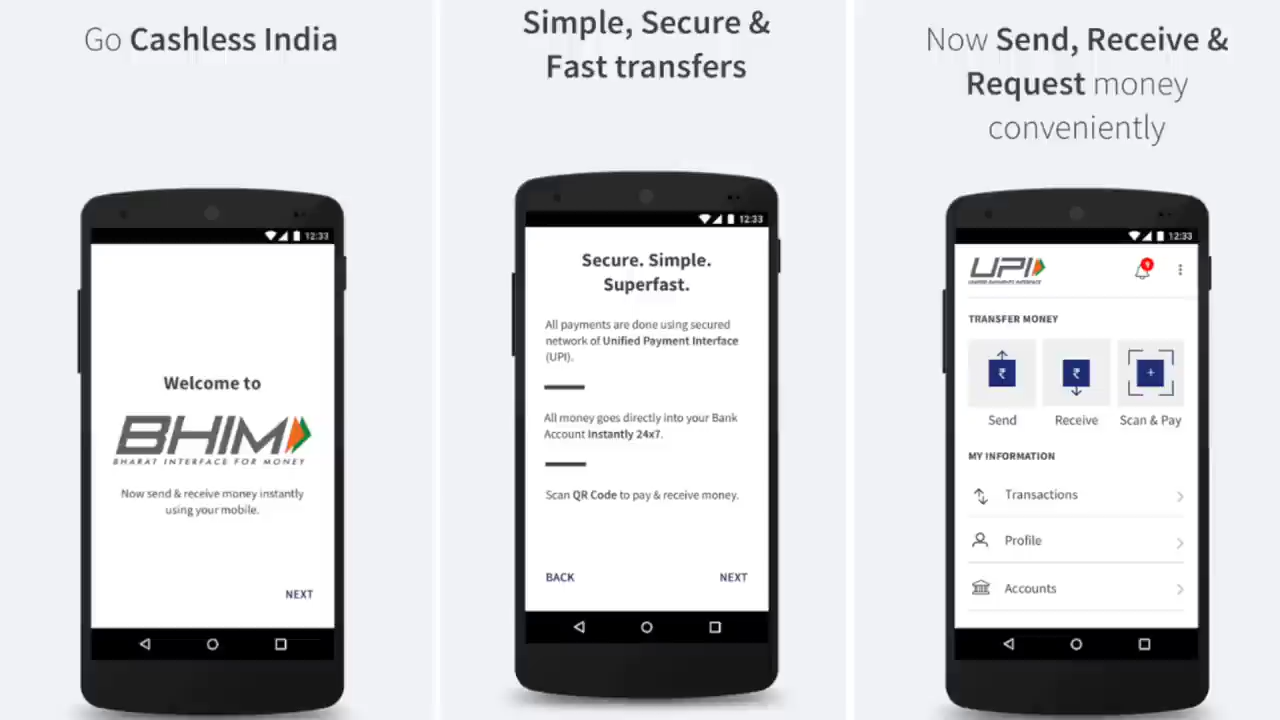 Go Cashless India
12:33
Welcome to
BHIM
BHARAT INTERFACE FOR MONEY
Now send & receive money instantly
using your mobile.
NEXT
Simple, Secure &
Fast transfers
12:33
Secure. Simple.
Superfast.
All payments are done using secured
network of Unified Payment Interface
(UPI).
All money goes directly into your Bank
Account Instantly 24x7.
Scan QR Code to pay & receive money.
BACK NEXT
Now Send, Receive &
Request money
conveniently
12:33
UPI
UNIFIED PAYMENTS INTERFACE
TRANSFER MONEY
₹ ₹
Send Receive Scan & Pay
MY INFORMATION
Transactions
Profile
Accounts